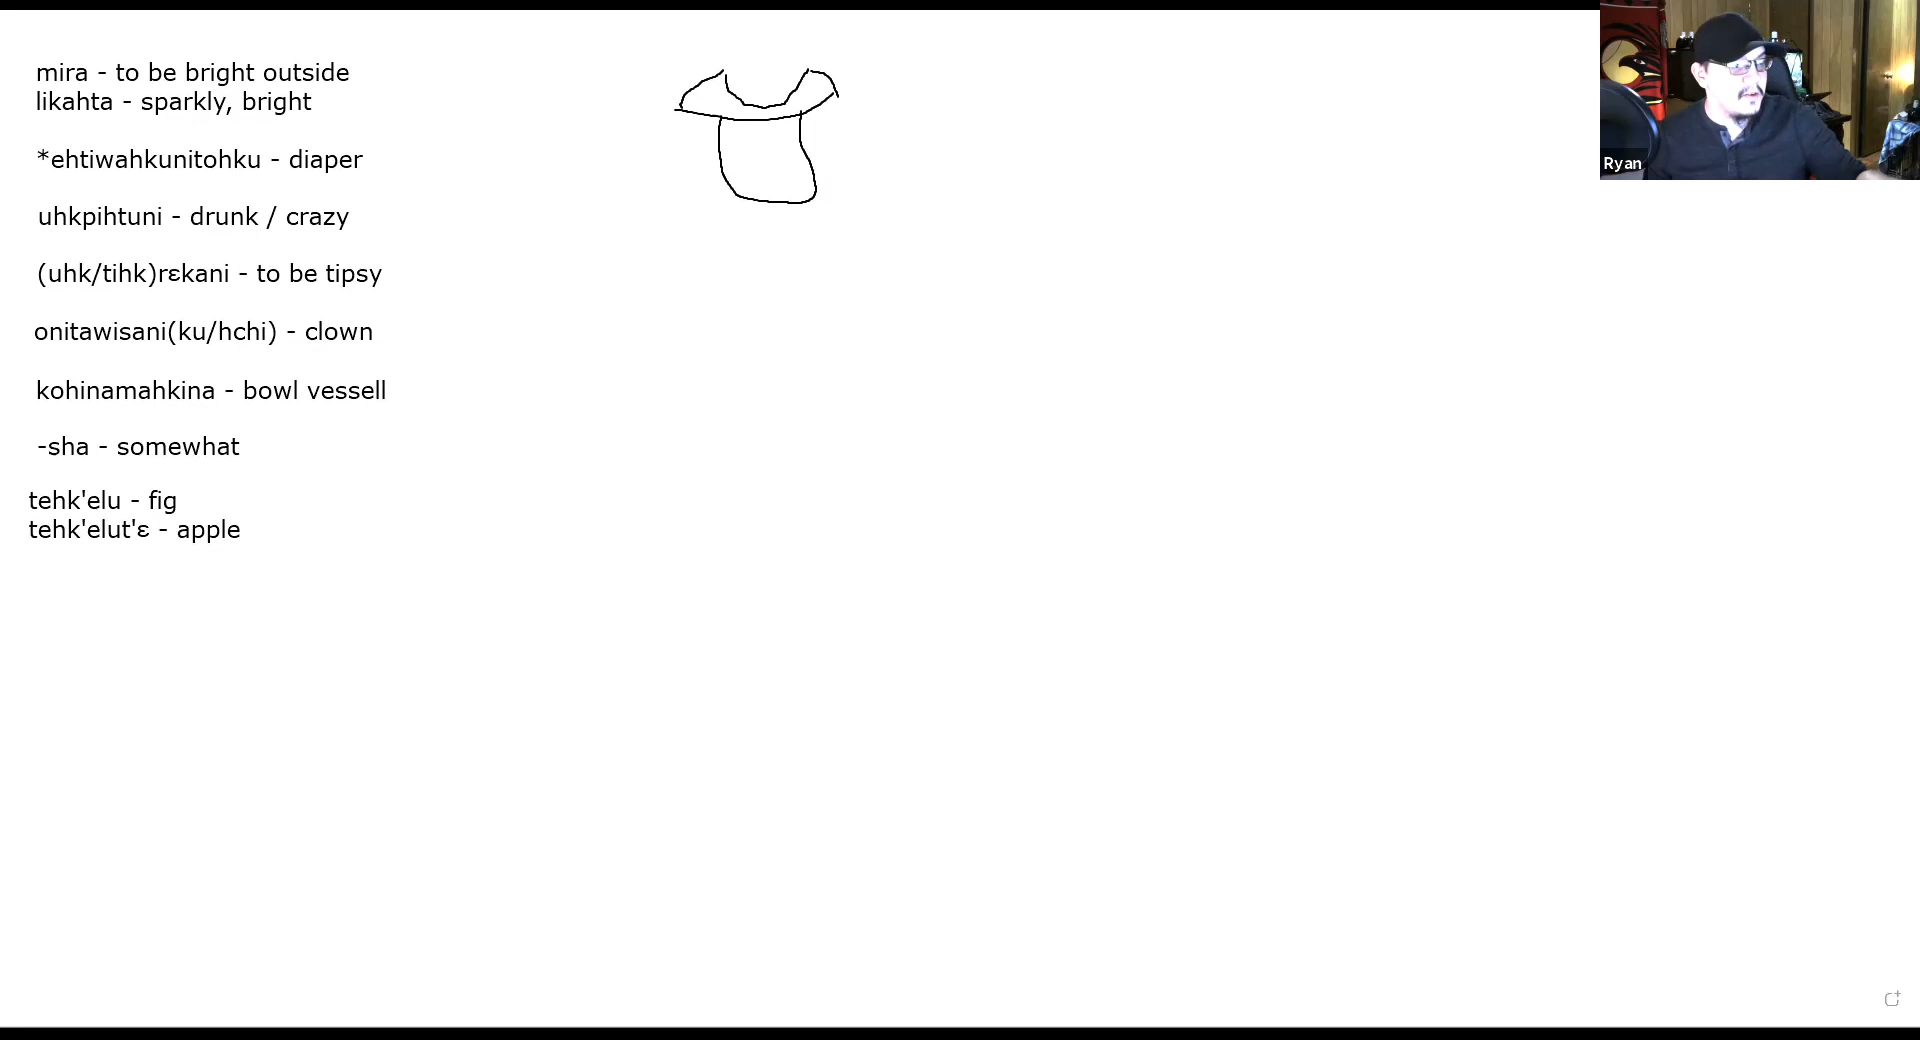 mira - to be bright outside
likahta - sparkly, bright
*ehtiwahkunitohku - diaper
uhkpihtuni - drunk / crazy
(uhk/tihk)rɛkani - to be tipsy
onitawisani(ku/hchi) - clown
kohinamahkina - bowl vessell
-sha - somewhat
tehk'elu - fig
tehk'elut'ɛ - apple
Ryan